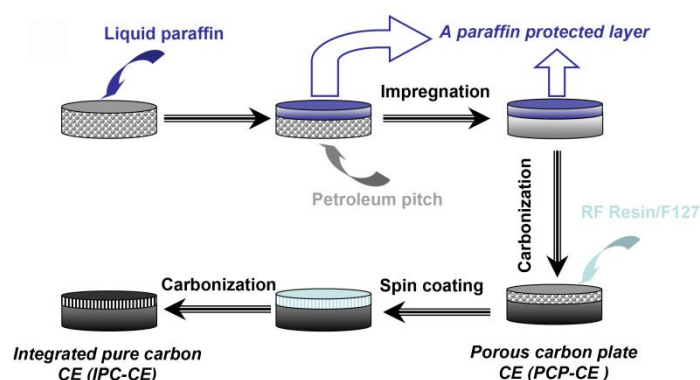 Liquid paraffin
A paraffin protected layer
Impregnation
Petroleum pitch
Carbonization
RF Resin/F127
Carbonization
Spin coating
Integrated pure carbon
CE (IPC-CE)
Porous carbon plate
CE (PCP-CE )